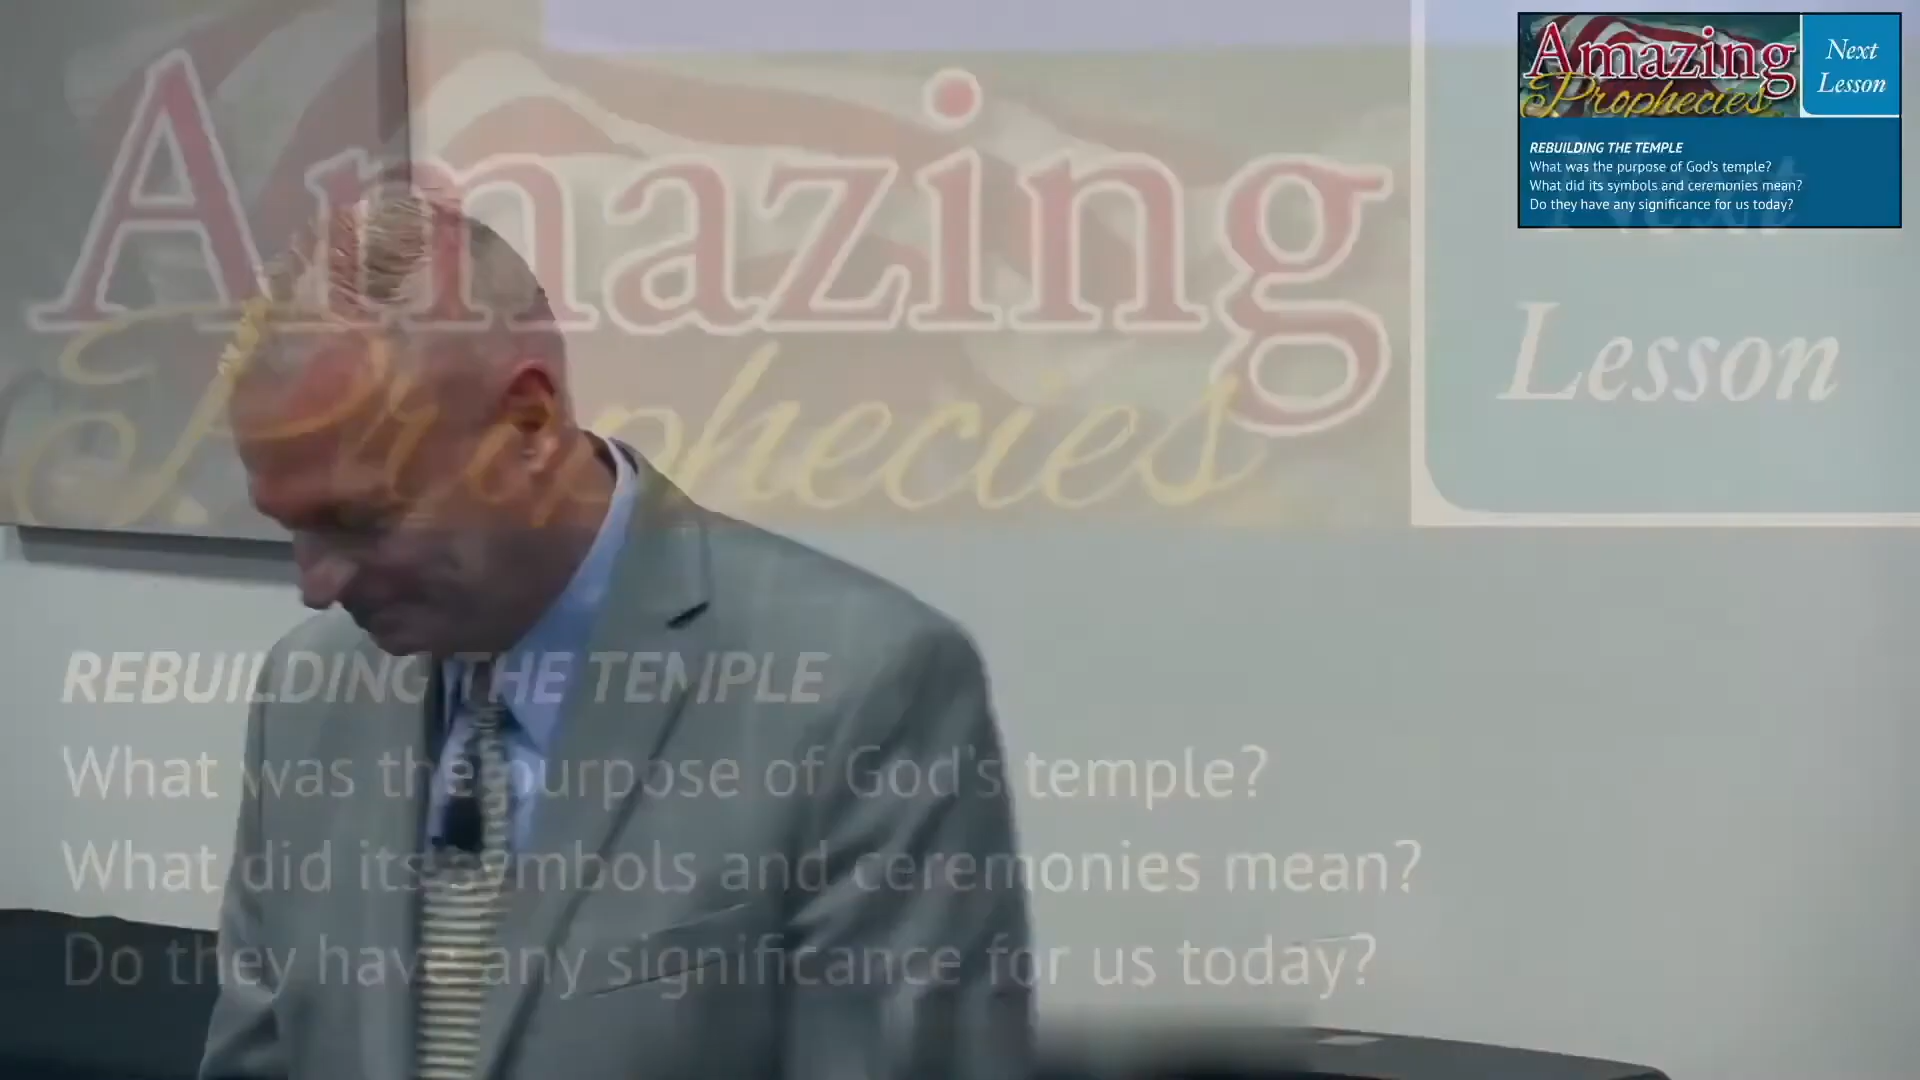 Amazing
Prophecies
Next
Lesson
REBUILDING THE TEMPLE
What was the purpose of God's temple?
What did its symbols and ceremonies mean?
Do they have any significance for us today?
Amazing
Prophecies
Next
Lesson
REBUILDING THE TEMPLE
What was the purpose of God's temple?
What did its symbols and ceremonies mean?
Do they have any significance for us today?